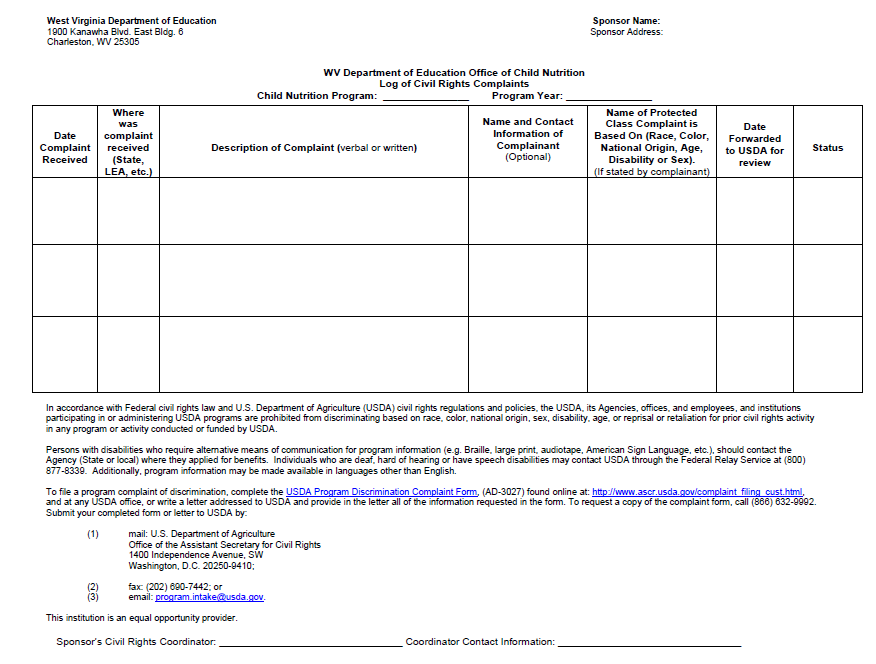 West Virginia Department of Education
1900 Kanawha Blvd. East Bldg. 6
Charleston, WV 25305
Sponsor Name:
Sponsor Address:
WV Department of Education Office of Child Nutrition
Log of Civil Rights Complaints
Child Nutrition Program: _______________ Program Year: _______________
Date
Complaint
Received
Where
was
complaint
received
(State,
LEA, etc.)
Description of Complaint (verbal or written)
Name and Contact
Information of
Complainant
(Optional)
Name of Protected
Class Complaint is
Based On (Race, Color,
National Origin, Age,
Disability or Sex).
(If stated by complainant)
Date
Forwarded
to USDA for
review
Status
In accordance with Federal civil rights law and U.S. Department of Agriculture (USDA) civil rights regulations and policies, the USDA, its Agencies, offices, and employees, and institutions
participating in or administering USDA programs are prohibited from discriminating based on race, color, national origin, sex, disability, age, or reprisal or retaliation for prior civil rights activity
in any program or activity conducted or funded by USDA.
Persons with disabilities who require alternative means of communication for program information (e.g. Braille, large print, audiotape, American Sign Language, etc.), should contact the
Agency (State or local) where they applied for benefits. Individuals who are deaf, hard of hearing or have speech disabilities may contact USDA through the Federal Relay Service at (800)
877-8339. Additionally, program information may be made available in languages other than English.
To file a program complaint of discrimination, complete the USDA Program Discrimination Complaint Form, (AD-3027) found online at: http://www.ascr.usda.gov/complaint_filing_cust.html,
and at any USDA office, or write a letter addressed to USDA and provide in the letter all of the information requested in the form. To request a copy of the complaint form, call (866) 632-9992.
Submit your completed form or letter to USDA by:
(1) mail: U.S. Department of Agriculture
Office of the Assistant Secretary for Civil Rights
1400 Independence Avenue, SW
Washington, D.C. 20250-9410;
(2) fax: (202) 690-7442; or
(3) email: program.intake@usda.gov.
This institution is an equal opportunity provider.
Sponsor's Civil Rights Coordinator: _______________ Coordinator Contact Information: _______________